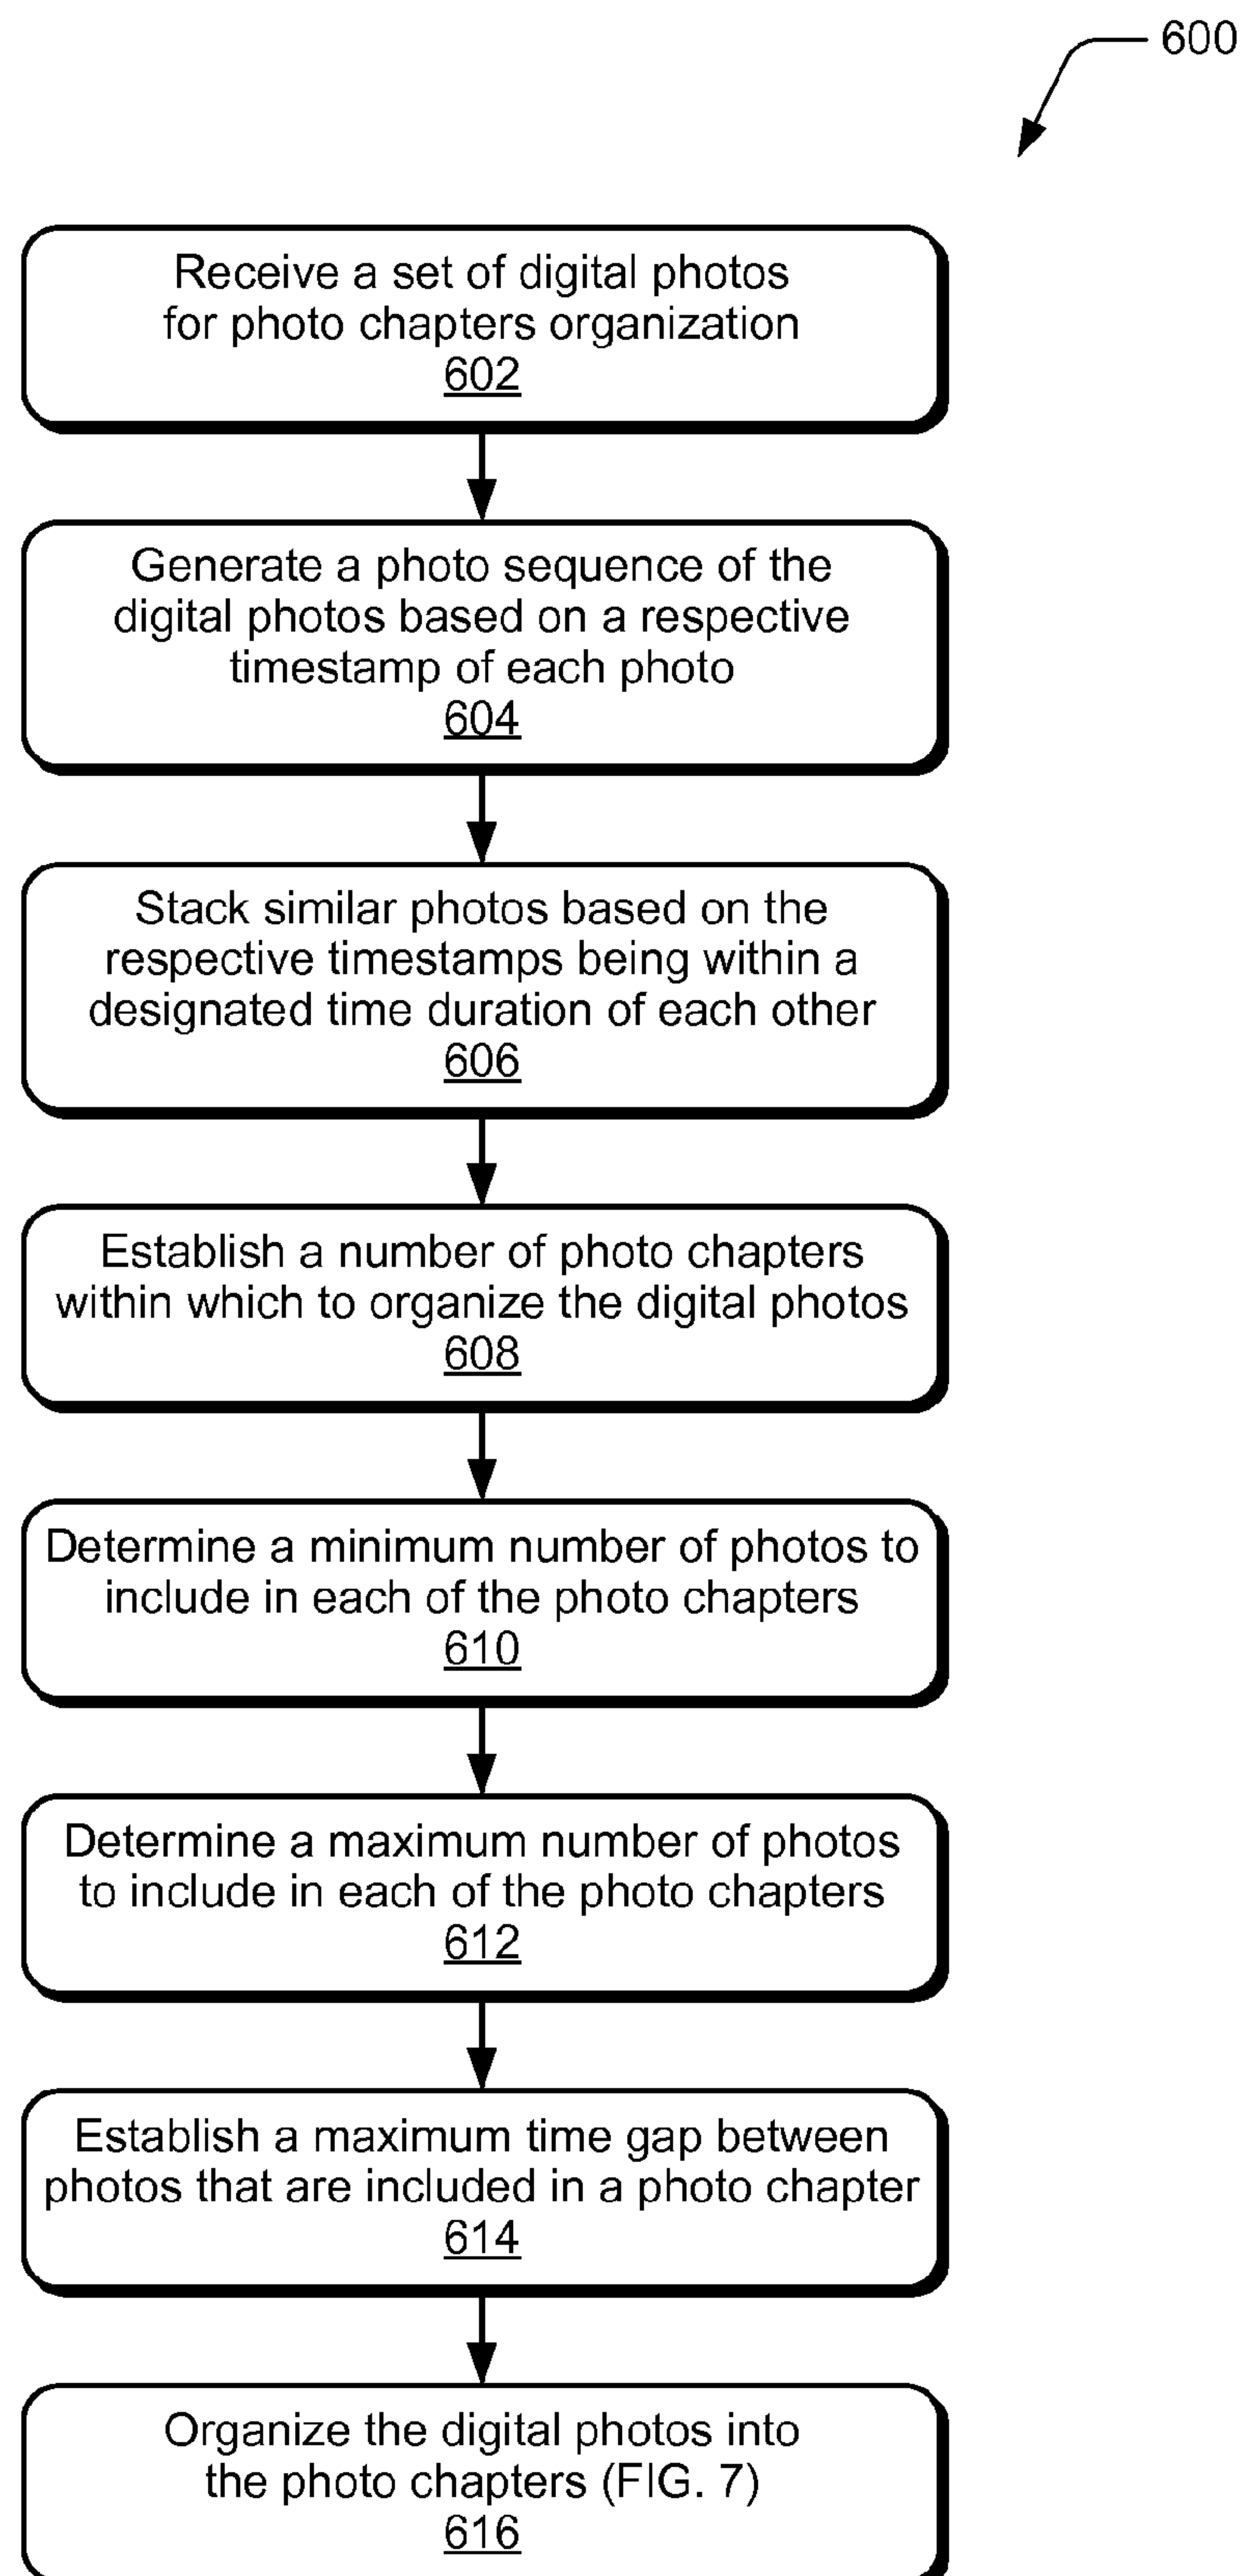 600
Receive a set of digital photos
for photo chapters organization
602
Generate a photo sequence of the
digital photos based on a respective
timestamp of each photo
604
Stack similar photos based on the
respective timestamps being within a
designated time duration of each other
606
Establish a number of photo chapters
within which to organize the digital photos
608
Determine a minimum number of photos to
include in each of the photo chapters
610
Determine a maximum number of photos
to include in each of the photo chapters
612
Establish a maximum time gap between
photos that are included in a photo chapter
614
Organize the digital photos into
the photo chapters (FIG. 7)
616